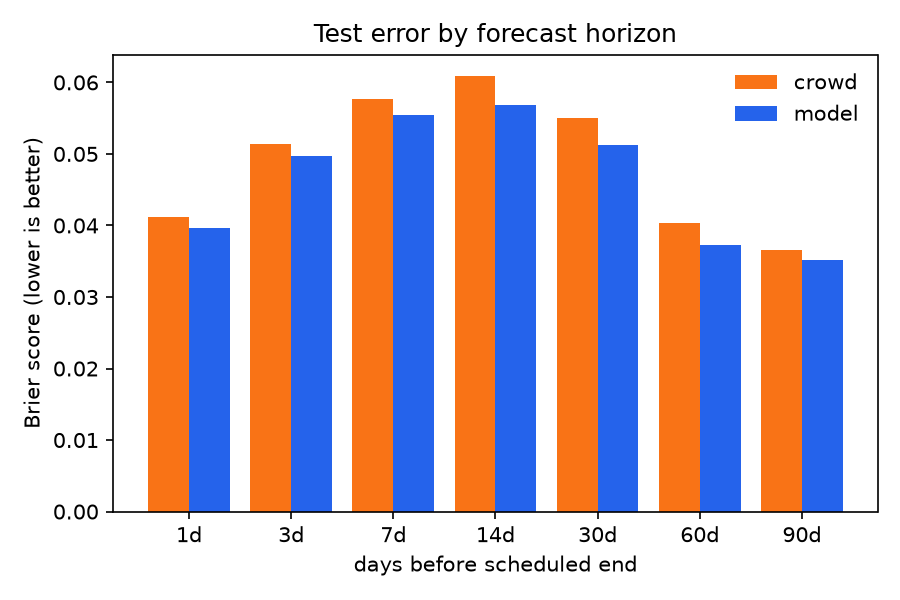 Test error by forecast horizon
crowd
model
Brier score (lower is better)
0.06
0.05
0.04
0.03
0.02
0.01
0.00
1d 3d 7d 14d 30d 60d 90d
days before scheduled end